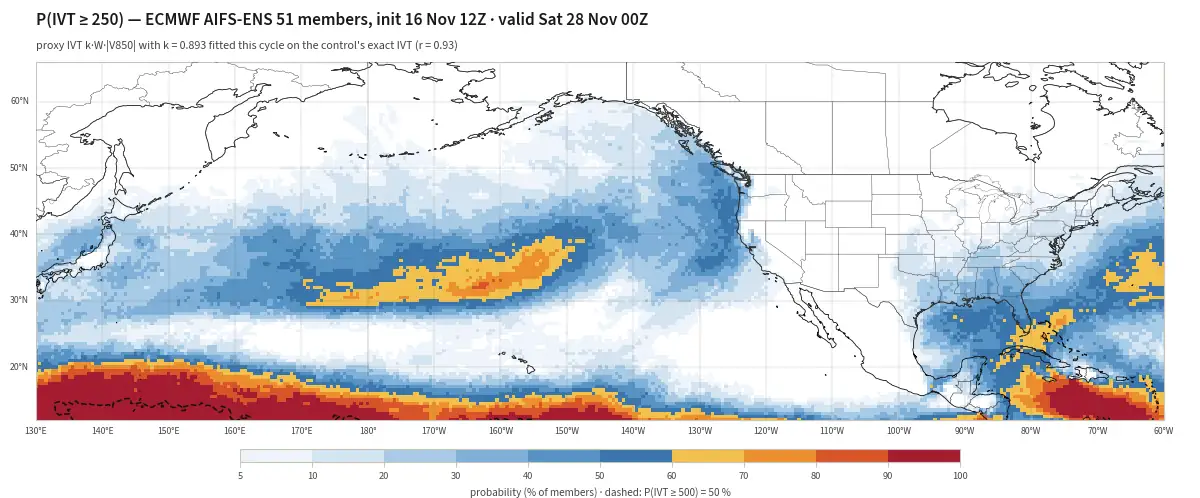 P(IVT ≥ 250) — ECMWF AIFS-ENS 51 members, init 16 Nov 12Z · valid Sat 28 Nov 00Z
proxy IVT k·W·|V850| with k = 0.893 fitted this cycle on the control's exact IVT (r = 0.93)
60°N
50°N
40°N
30°N
20°N
130°E 140°E 150°E 160°E 170°E 180° 170°W 160°W 150°W 140°W 130°W 120°W 110°W 100°W 90°W 80°W 70°W 60°W
5 10 20 30 40 50 60 70 80 90 100
probability (% of members) · dashed: P(IVT ≥ 500) = 50 %